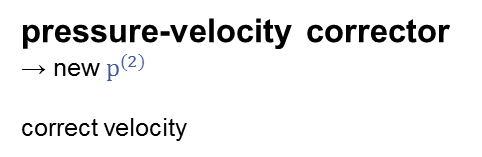 pressure-velocity corrector
→ new p⁽²⁾
correct velocity